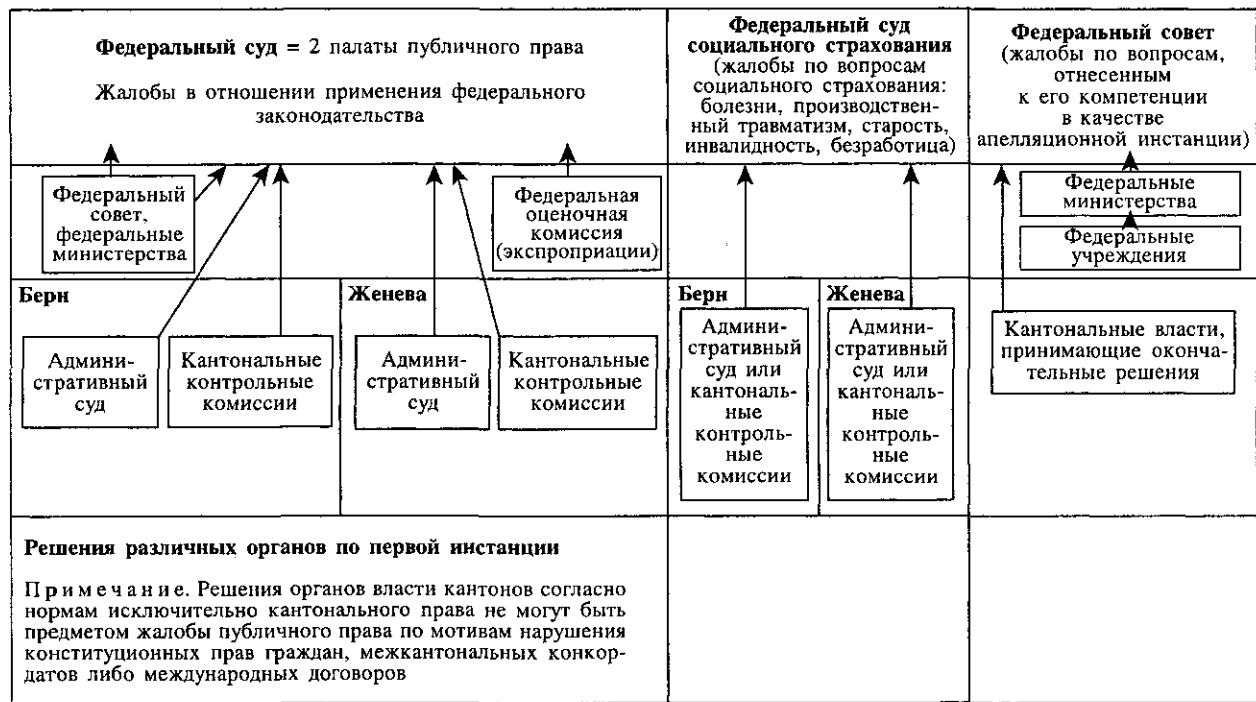 Федеральный суд = 2 палаты публичного права
Жалобы в отношении применения федерального
законодательства
Федеральный суд
социального страхования
(жалобы по вопросам
социального страхования:
болезни, производствен-
ный травматизм, старость,
инвалидность, безработица)
Федеральный совет
(жалобы по вопросам,
отнесенным
к его компетенции
в качестве
апелляционной инстанции)
Федеральный
совет,
федеральные
министерства
Федеральная
оценочная
комиссия
(экспроприации)
Федеральные
министерства
Федеральные
учреждения
Берн
Админи-
стративный
суд
Кантональные
контрольные
комиссии
Женева
Админи-
стративный
суд
Кантональные
контрольные
комиссии
Берн
Админи-
стративный
суд или
кантональ-
ные
контроль-
ные
комиссии
Женева
Админи-
стративный
суд или
кантональ-
ные
контроль-
ные
комиссии
Кантональные власти,
принимающие оконча-
тельные решения
Решения различных органов по первой инстанции
Примечание. Решения органов власти кантонов согласно
нормам исключительно кантонального права не могут быть
предметом жалобы публичного права по мотивам нарушения
конституционных прав граждан, межкантональных конкор-
датов либо международных договоров